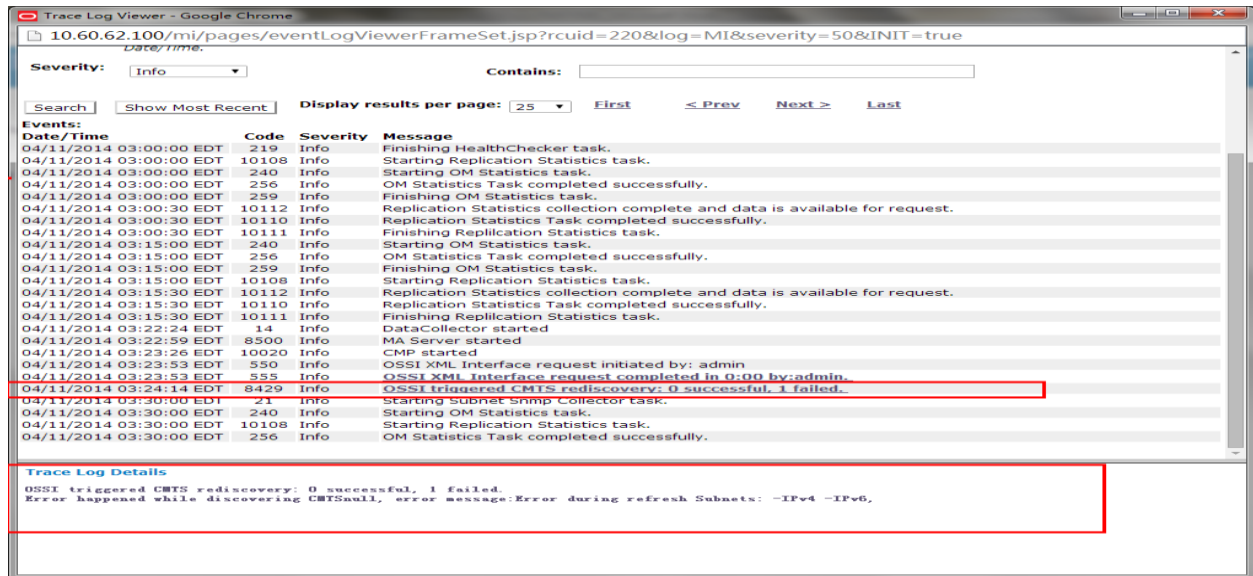 Trace Log Viewer - Google Chrome
10.60.62.100/mi/pages/eventLogViewerFrameSet.jsp?rcuid=220&log=MI&severity=50&INIT=true
Date/Time.
Severity: Info Contains:
Search Show Most Recent Display results per page: 25 First < Prev Next > Last
Events:
Date/Time Code Severity Message
04/11/2014 03:00:00 EDT 219 Info Finishing HealthChecker task.
04/11/2014 03:00:00 EDT 10108 Info Starting Replication Statistics task.
04/11/2014 03:00:00 EDT 240 Info Starting OM Statistics task.
04/11/2014 03:00:00 EDT 256 Info OM Statistics Task completed successfully.
04/11/2014 03:00:00 EDT 259 Info Finishing OM Statistics task.
04/11/2014 03:00:30 EDT 10112 Info Replication Statistics collection complete and data is available for request.
04/11/2014 03:00:30 EDT 10110 Info Replication Statistics Task completed successfully.
04/11/2014 03:00:30 EDT 10111 Info Finishing Replilcation Statistics task.
04/11/2014 03:15:00 EDT 240 Info Starting OM Statistics task.
04/11/2014 03:15:00 EDT 256 Info OM Statistics Task completed successfully.
04/11/2014 03:15:00 EDT 259 Info Finishing OM Statistics task.
04/11/2014 03:15:00 EDT 10108 Info Starting Replication Statistics task.
04/11/2014 03:15:30 EDT 10112 Info Replication Statistics collection complete and data is available for request.
04/11/2014 03:15:30 EDT 10110 Info Replication Statistics Task completed successfully.
04/11/2014 03:15:30 EDT 10111 Info Finishing Replilcation Statistics task.
04/11/2014 03:22:24 EDT 14 Info DataCollector started
04/11/2014 03:22:59 EDT 8500 Info MA Server started
04/11/2014 03:23:26 EDT 10020 Info CMP started
04/11/2014 03:23:53 EDT 550 Info OSSI XML Interface request initiated by: admin
04/11/2014 03:23:53 EDT 555 Info OSSI XML Interface request completed in 0:00 by:admin.
04/11/2014 03:24:14 EDT 8429 Info OSSI triggered CMTS rediscovery: 0 successful, 1 failed.
04/11/2014 03:30:00 EDT 21 Info Starting Subnet Snmp Collector task.
04/11/2014 03:30:00 EDT 240 Info Starting OM Statistics task.
04/11/2014 03:30:00 EDT 10108 Info Starting Replication Statistics task.
04/11/2014 03:30:00 EDT 256 Info OM Statistics Task completed successfully.
Trace Log Details
OSSI triggered CMTS rediscovery: 0 successful, 1 failed.
Error happened while discovering CMTSnull, error message:Error during refresh Subnets: -IPv4 -IPv6,